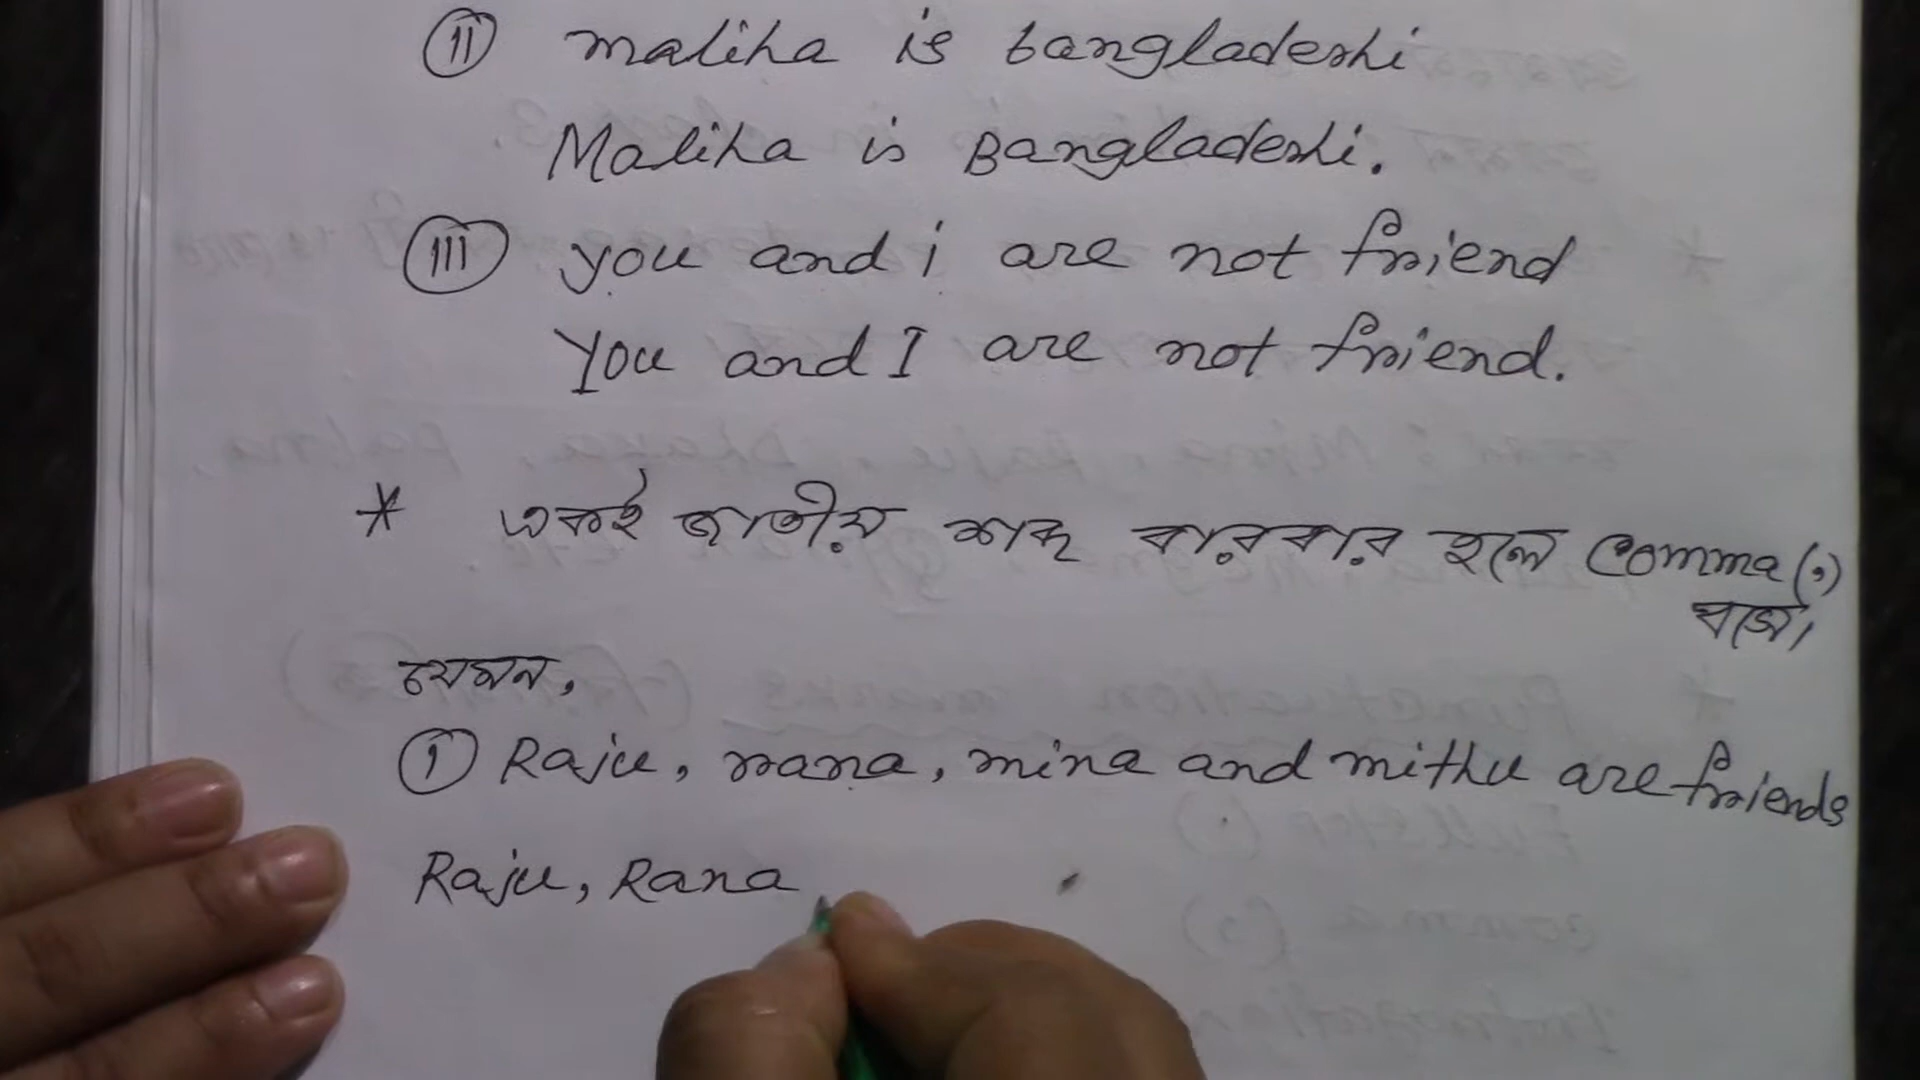 (ii) maliha is bangladeshi
Maliha is Bangladeshi.
(iii) you and i are not friend
You and I are not friend.
* একই জাতীয় শব্দ বারবার হলে comma (,)
বসে।
যেমন,
(i) Raju, rana, mina and mithu are friends
Raju, Rana